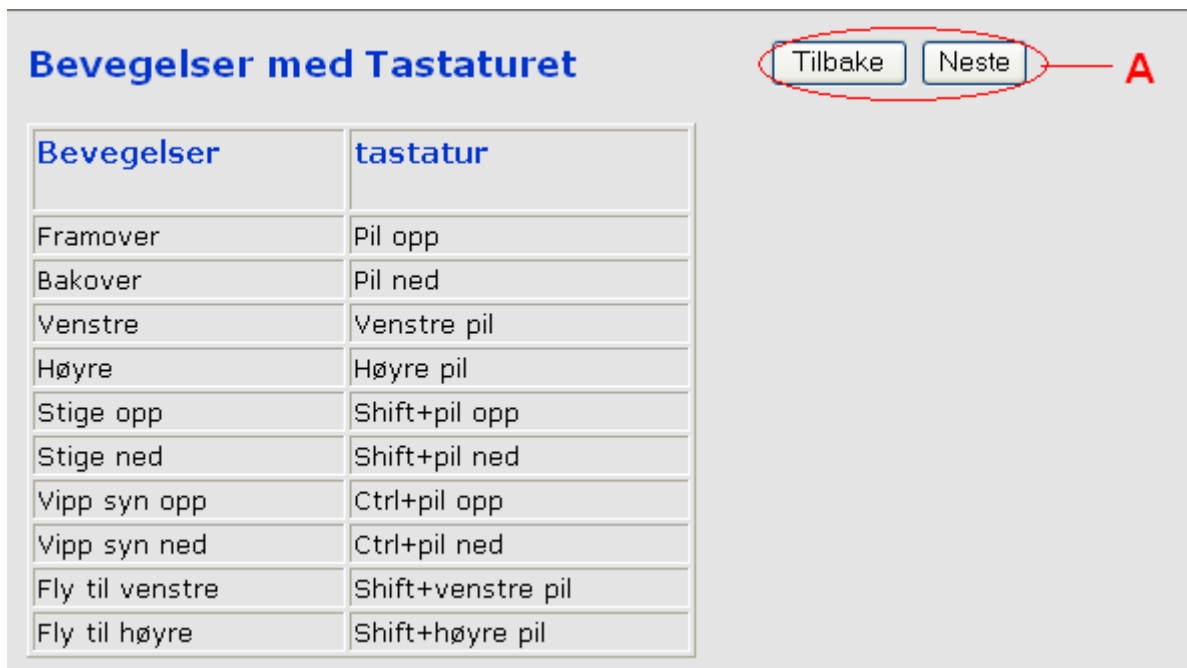 Bevegelser med Tastaturet
Tilbake Neste A
Bevegelser tastatur
Framover Pil opp
Bakover Pil ned
Venstre Venstre pil
Høyre Høyre pil
Stige opp Shift+pil opp
Stige ned Shift+pil ned
Vipp syn opp Ctrl+pil opp
Vipp syn ned Ctrl+pil ned
Fly til venstre Shift+venstre pil
Fly til høyre Shift+høyre pil